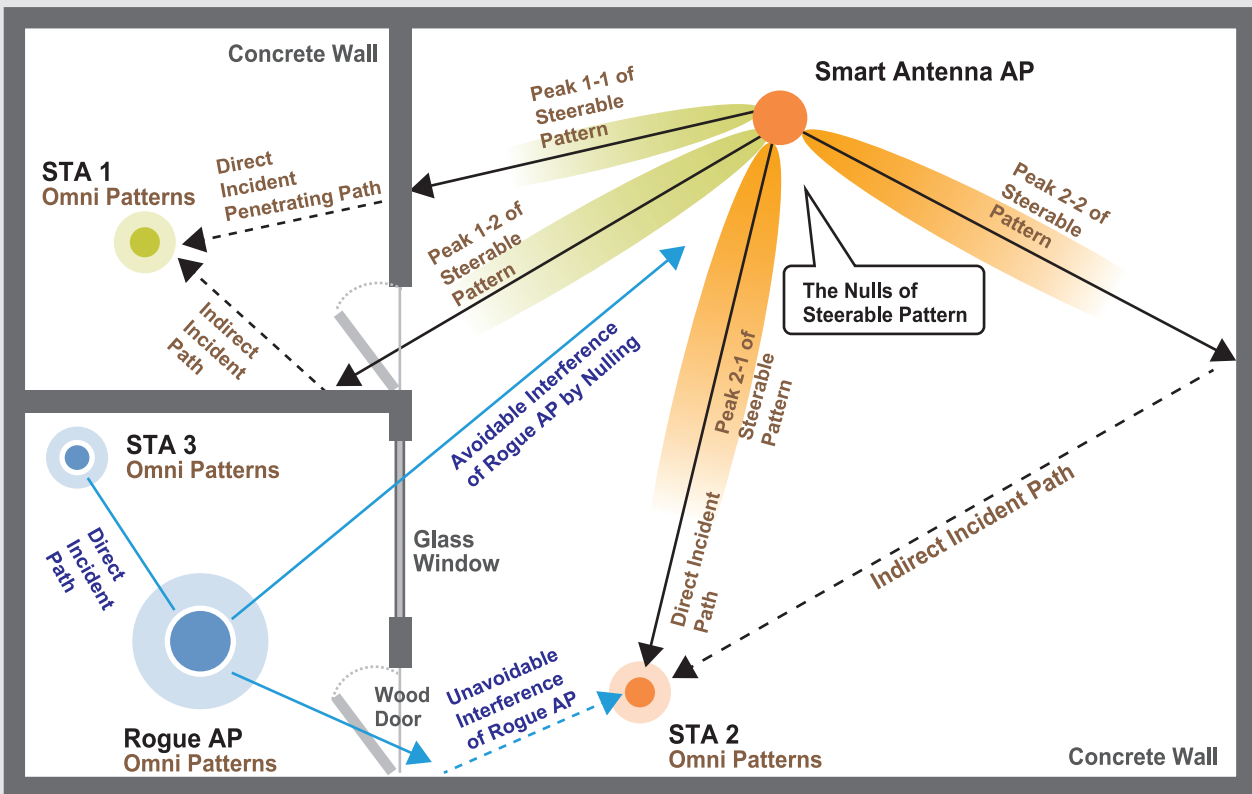 Concrete Wall
Smart Antenna AP
Peak 1-1 of
Steerable
Pattern
STA 1
Omni Patterns
Direct
Incident
Penetrating Path
Peak 1-2 of
Steerable
Pattern
Peak 2-2 of
Steerable
Pattern
The Nulls of
Steerable Pattern
Indirect
Incident
Path
Avoidable Interference
of Rogue AP by Nulling
Peak 2-1 of
Steerable
Pattern
STA 3
Omni Patterns
Direct
Incident
Path
Glass
Window
Direct Incident
Path
Indirect Incident Path
Unavoidable
Interference
of Rogue AP
Wood
Door
Rogue AP
Omni Patterns
STA 2
Omni Patterns
Concrete Wall